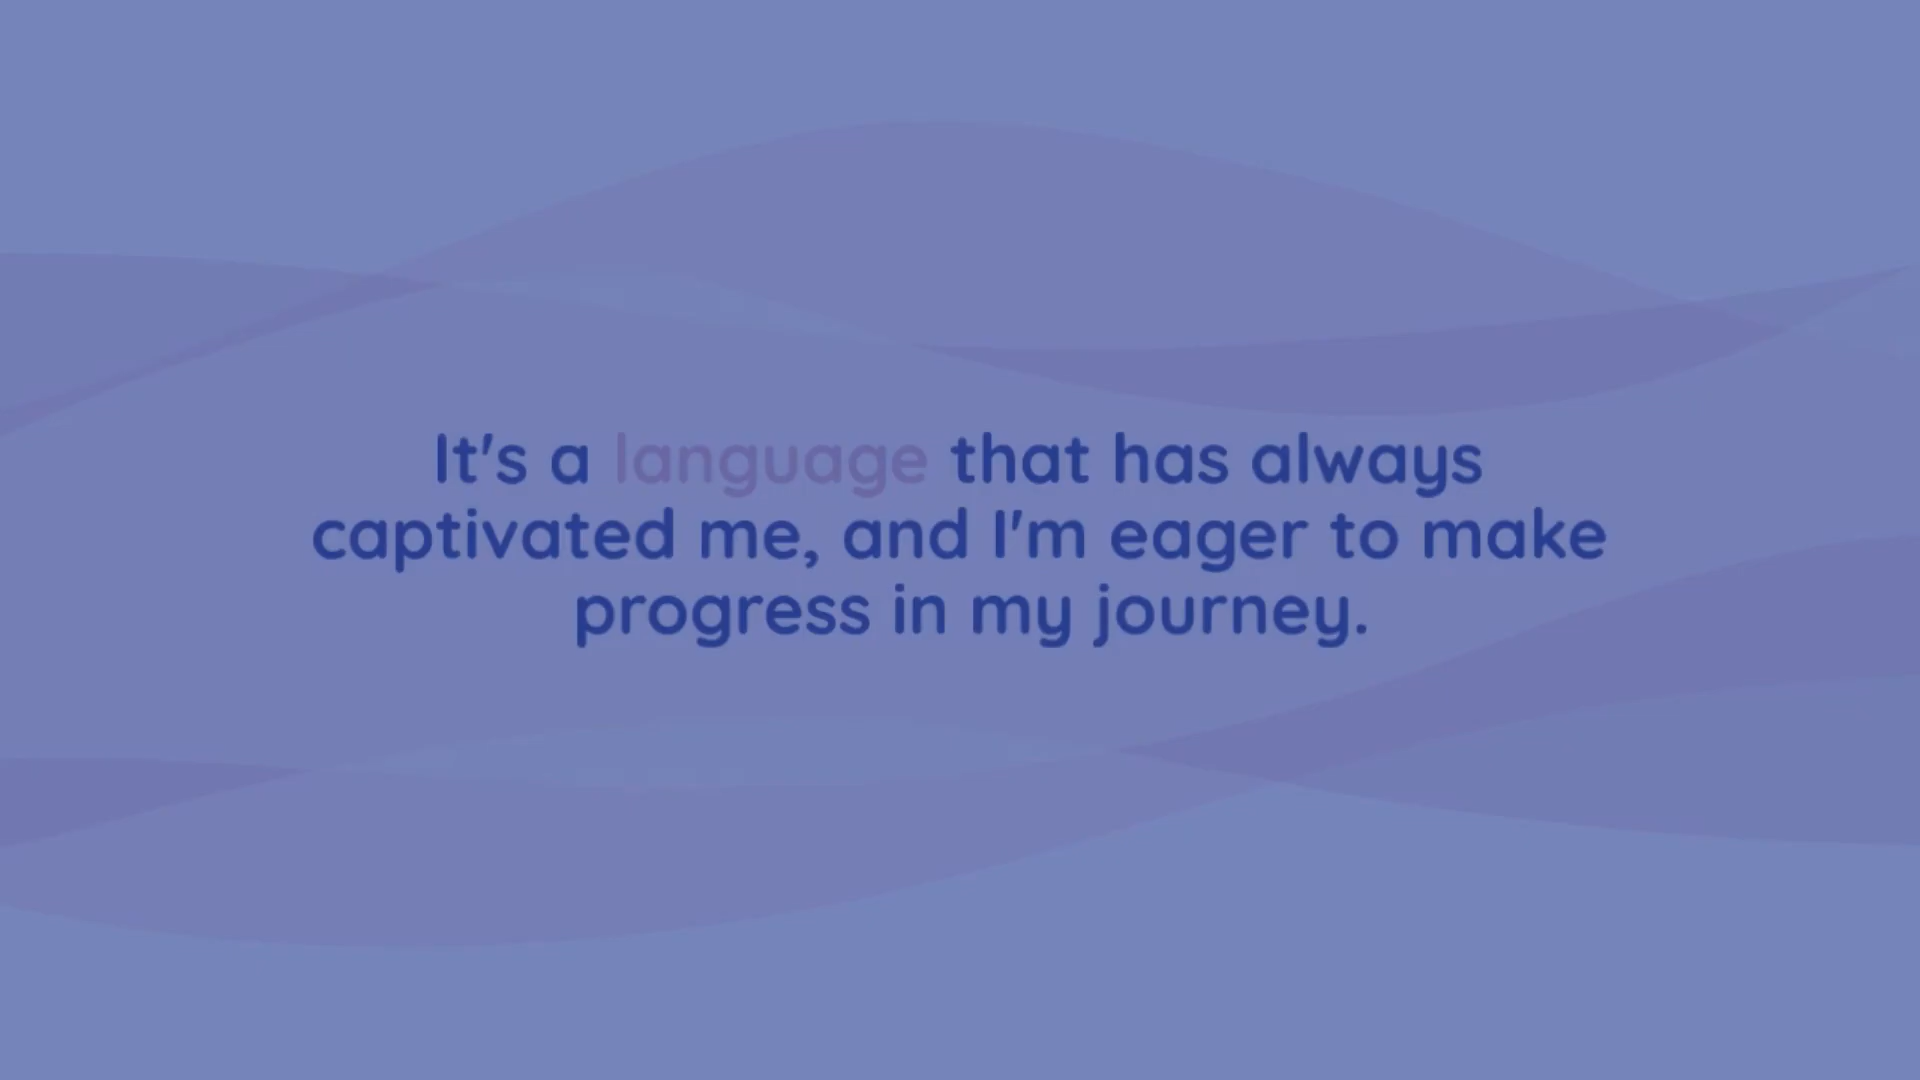 It's a language that has always
captivated me, and I'm eager to make
progress in my journey.